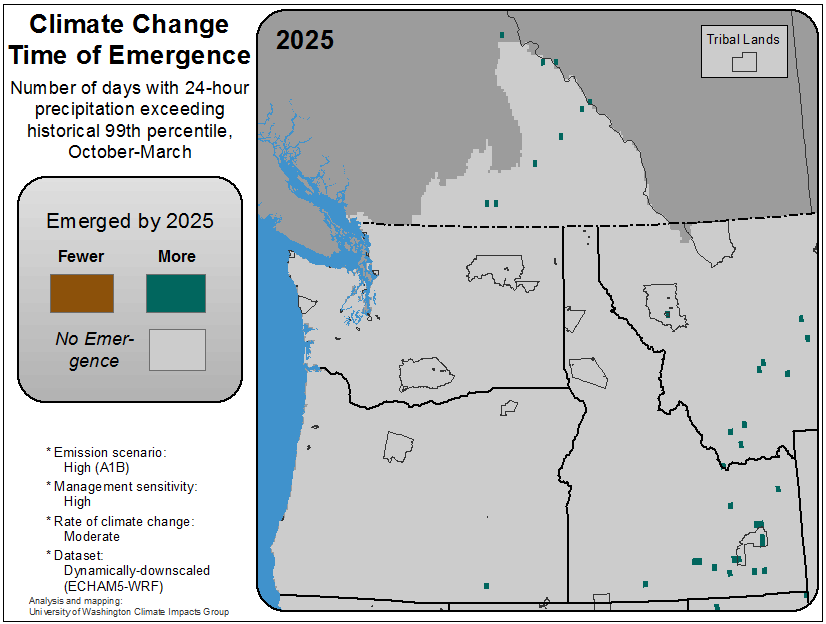 Climate Change
Time of Emergence
Number of days with 24-hour
precipitation exceeding
historical 99th percentile,
October-March
Emerged by 2025
Fewer More
No Emer-
gence
* Emission scenario:
High (A1B)
* Management sensitivity:
High
* Rate of climate change:
Moderate
* Dataset:
Dynamically-downscaled
(ECHAM5-WRF)
Analysis and mapping:
University of Washington Climate Impacts Group
2025
Tribal Lands